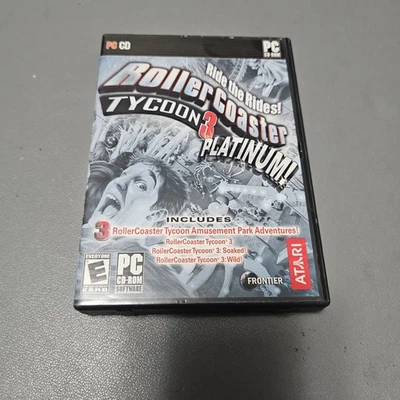 PC CD
PC
CD-ROM
Ride the Rides!
RollerCoaster
TYCOON 3
PLATINUM!
INCLUDES
3 RollerCoaster Tycoon Amusement Park Adventures!
RollerCoaster Tycoon® 3
RollerCoaster Tycoon® 3: Soaked!
RollerCoaster Tycoon® 3: Wild!
EVERYONE
E
ESRB
PC
CD-ROM
SOFTWARE
FRONTIER
ATARI